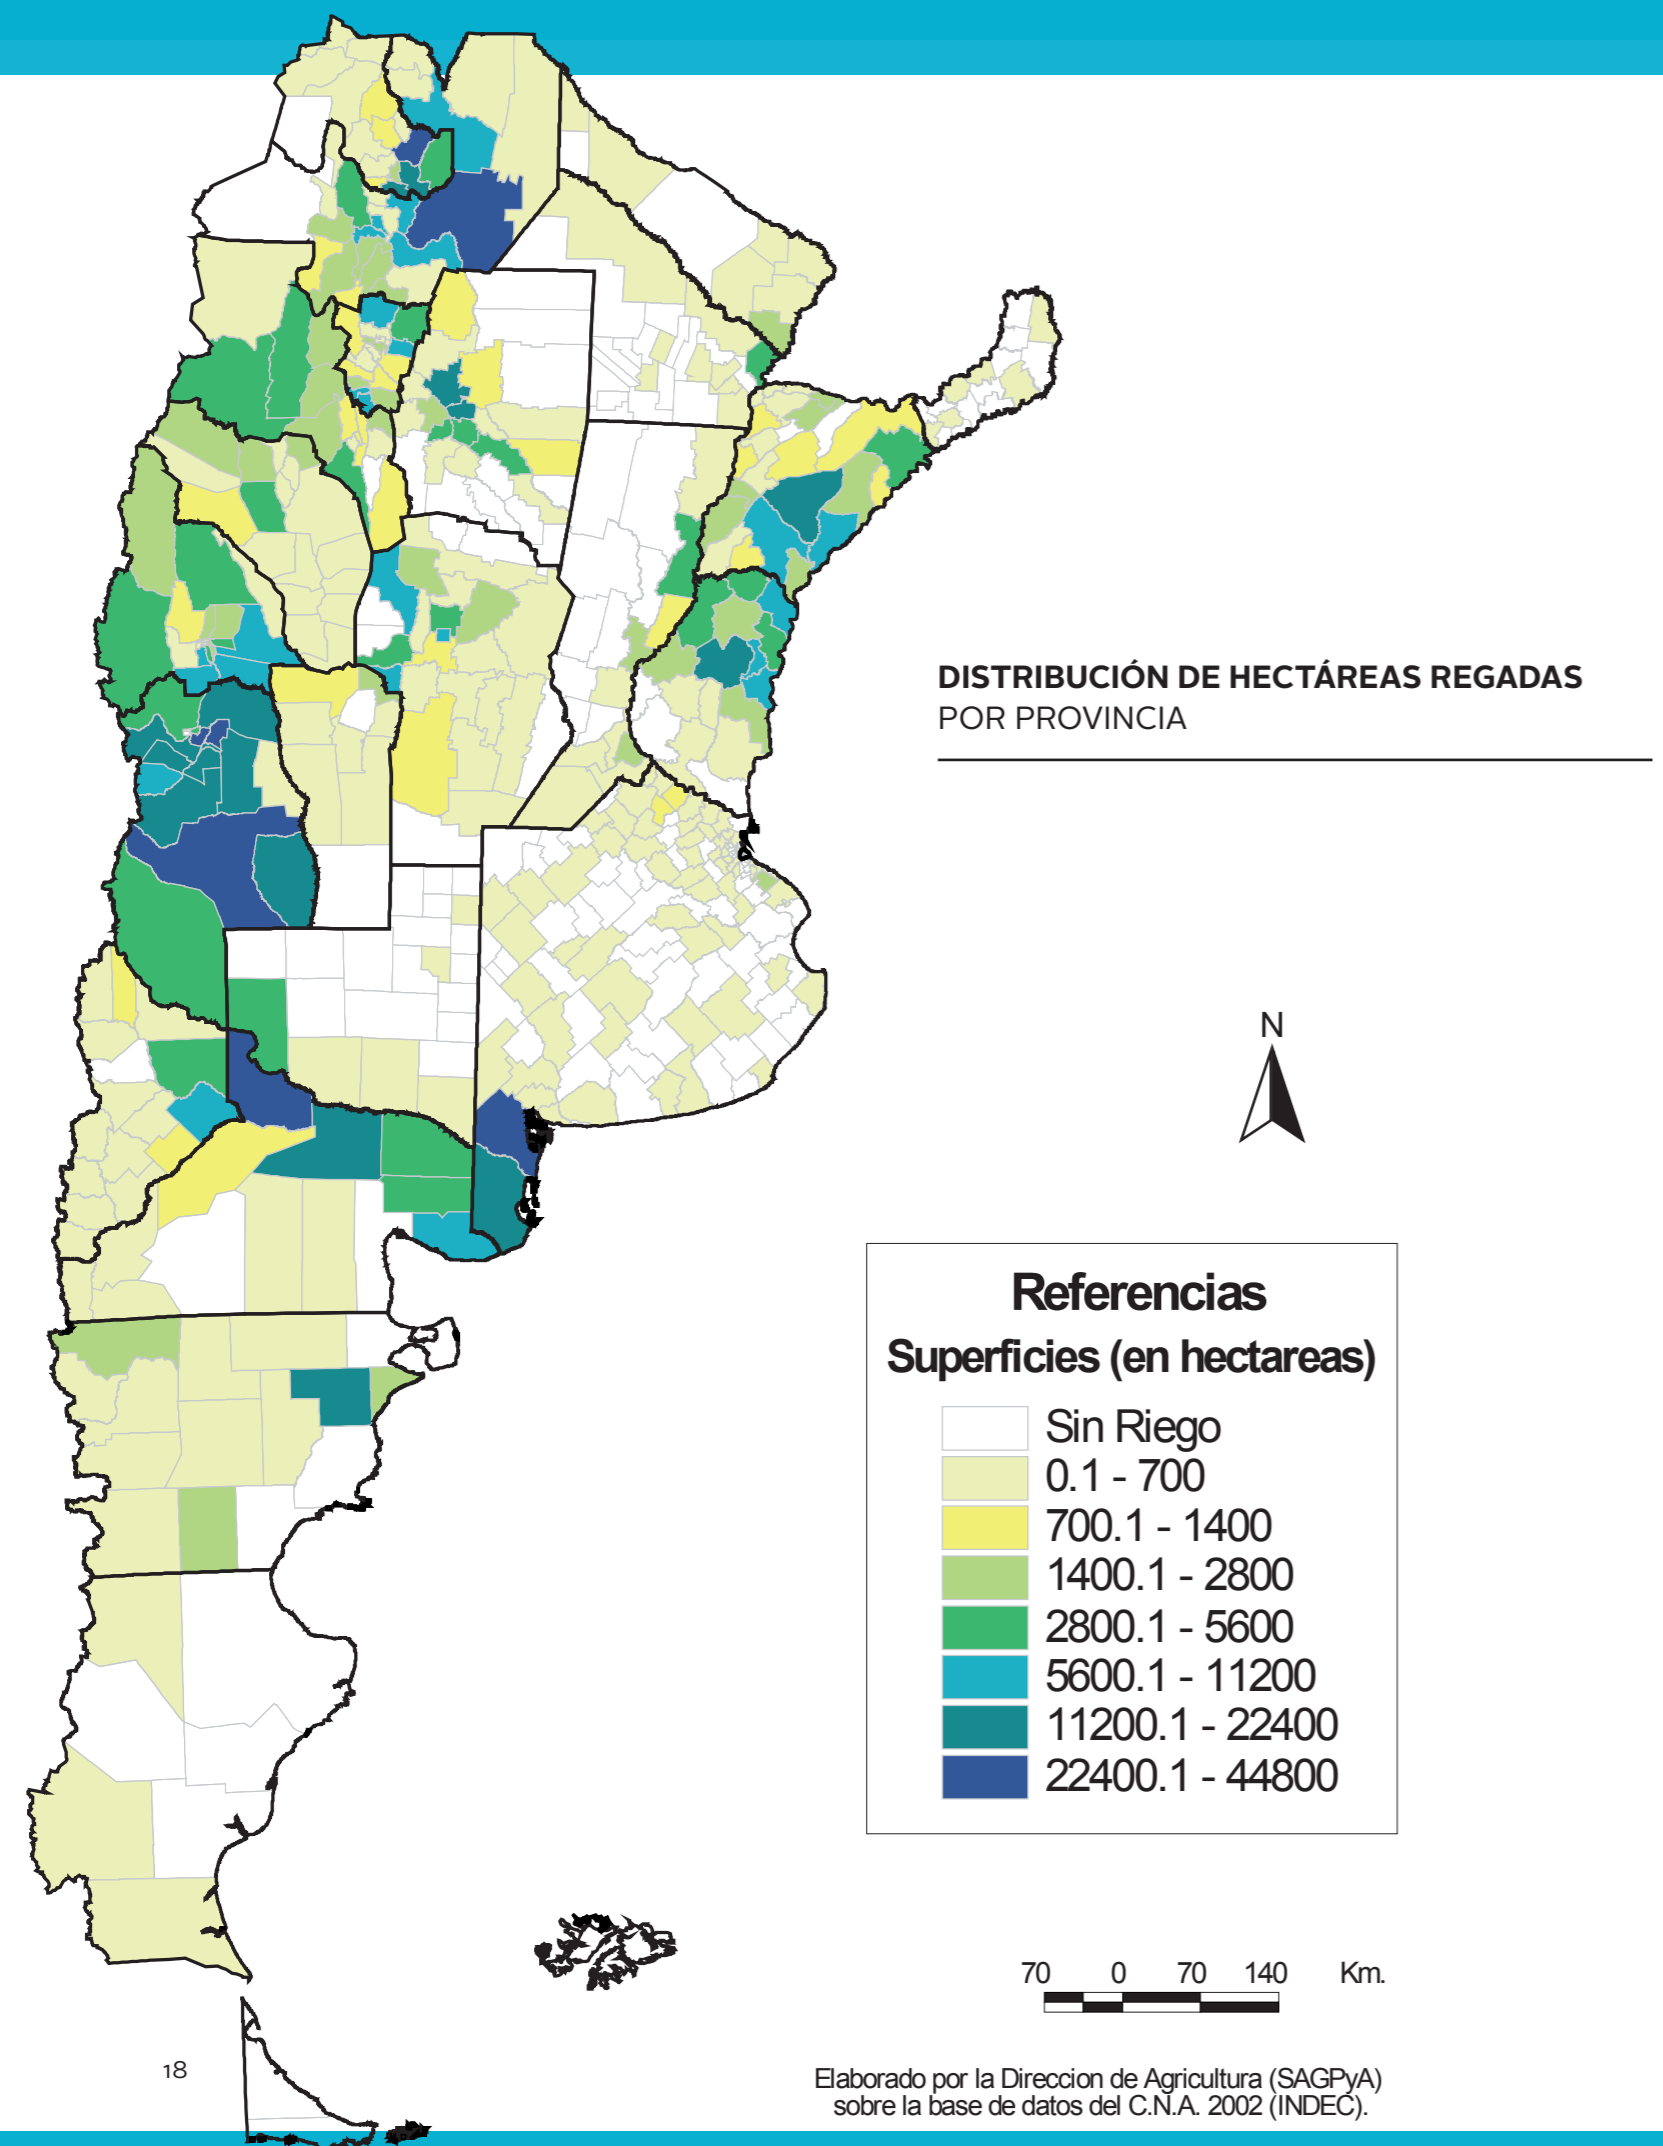 DISTRIBUCIÓN DE HECTÁREAS REGADAS
POR PROVINCIA
N
Referencias
Superficies (en hectareas)
Sin Riego
0.1 - 700
700.1 - 1400
1400.1 - 2800
2800.1 - 5600
5600.1 - 11200
11200.1 - 22400
22400.1 - 44800
70 0 70 140 Km.
18
Elaborado por la Direccion de Agricultura (SAGPyA)
sobre la base de datos del C.N.A. 2002 (INDEC).